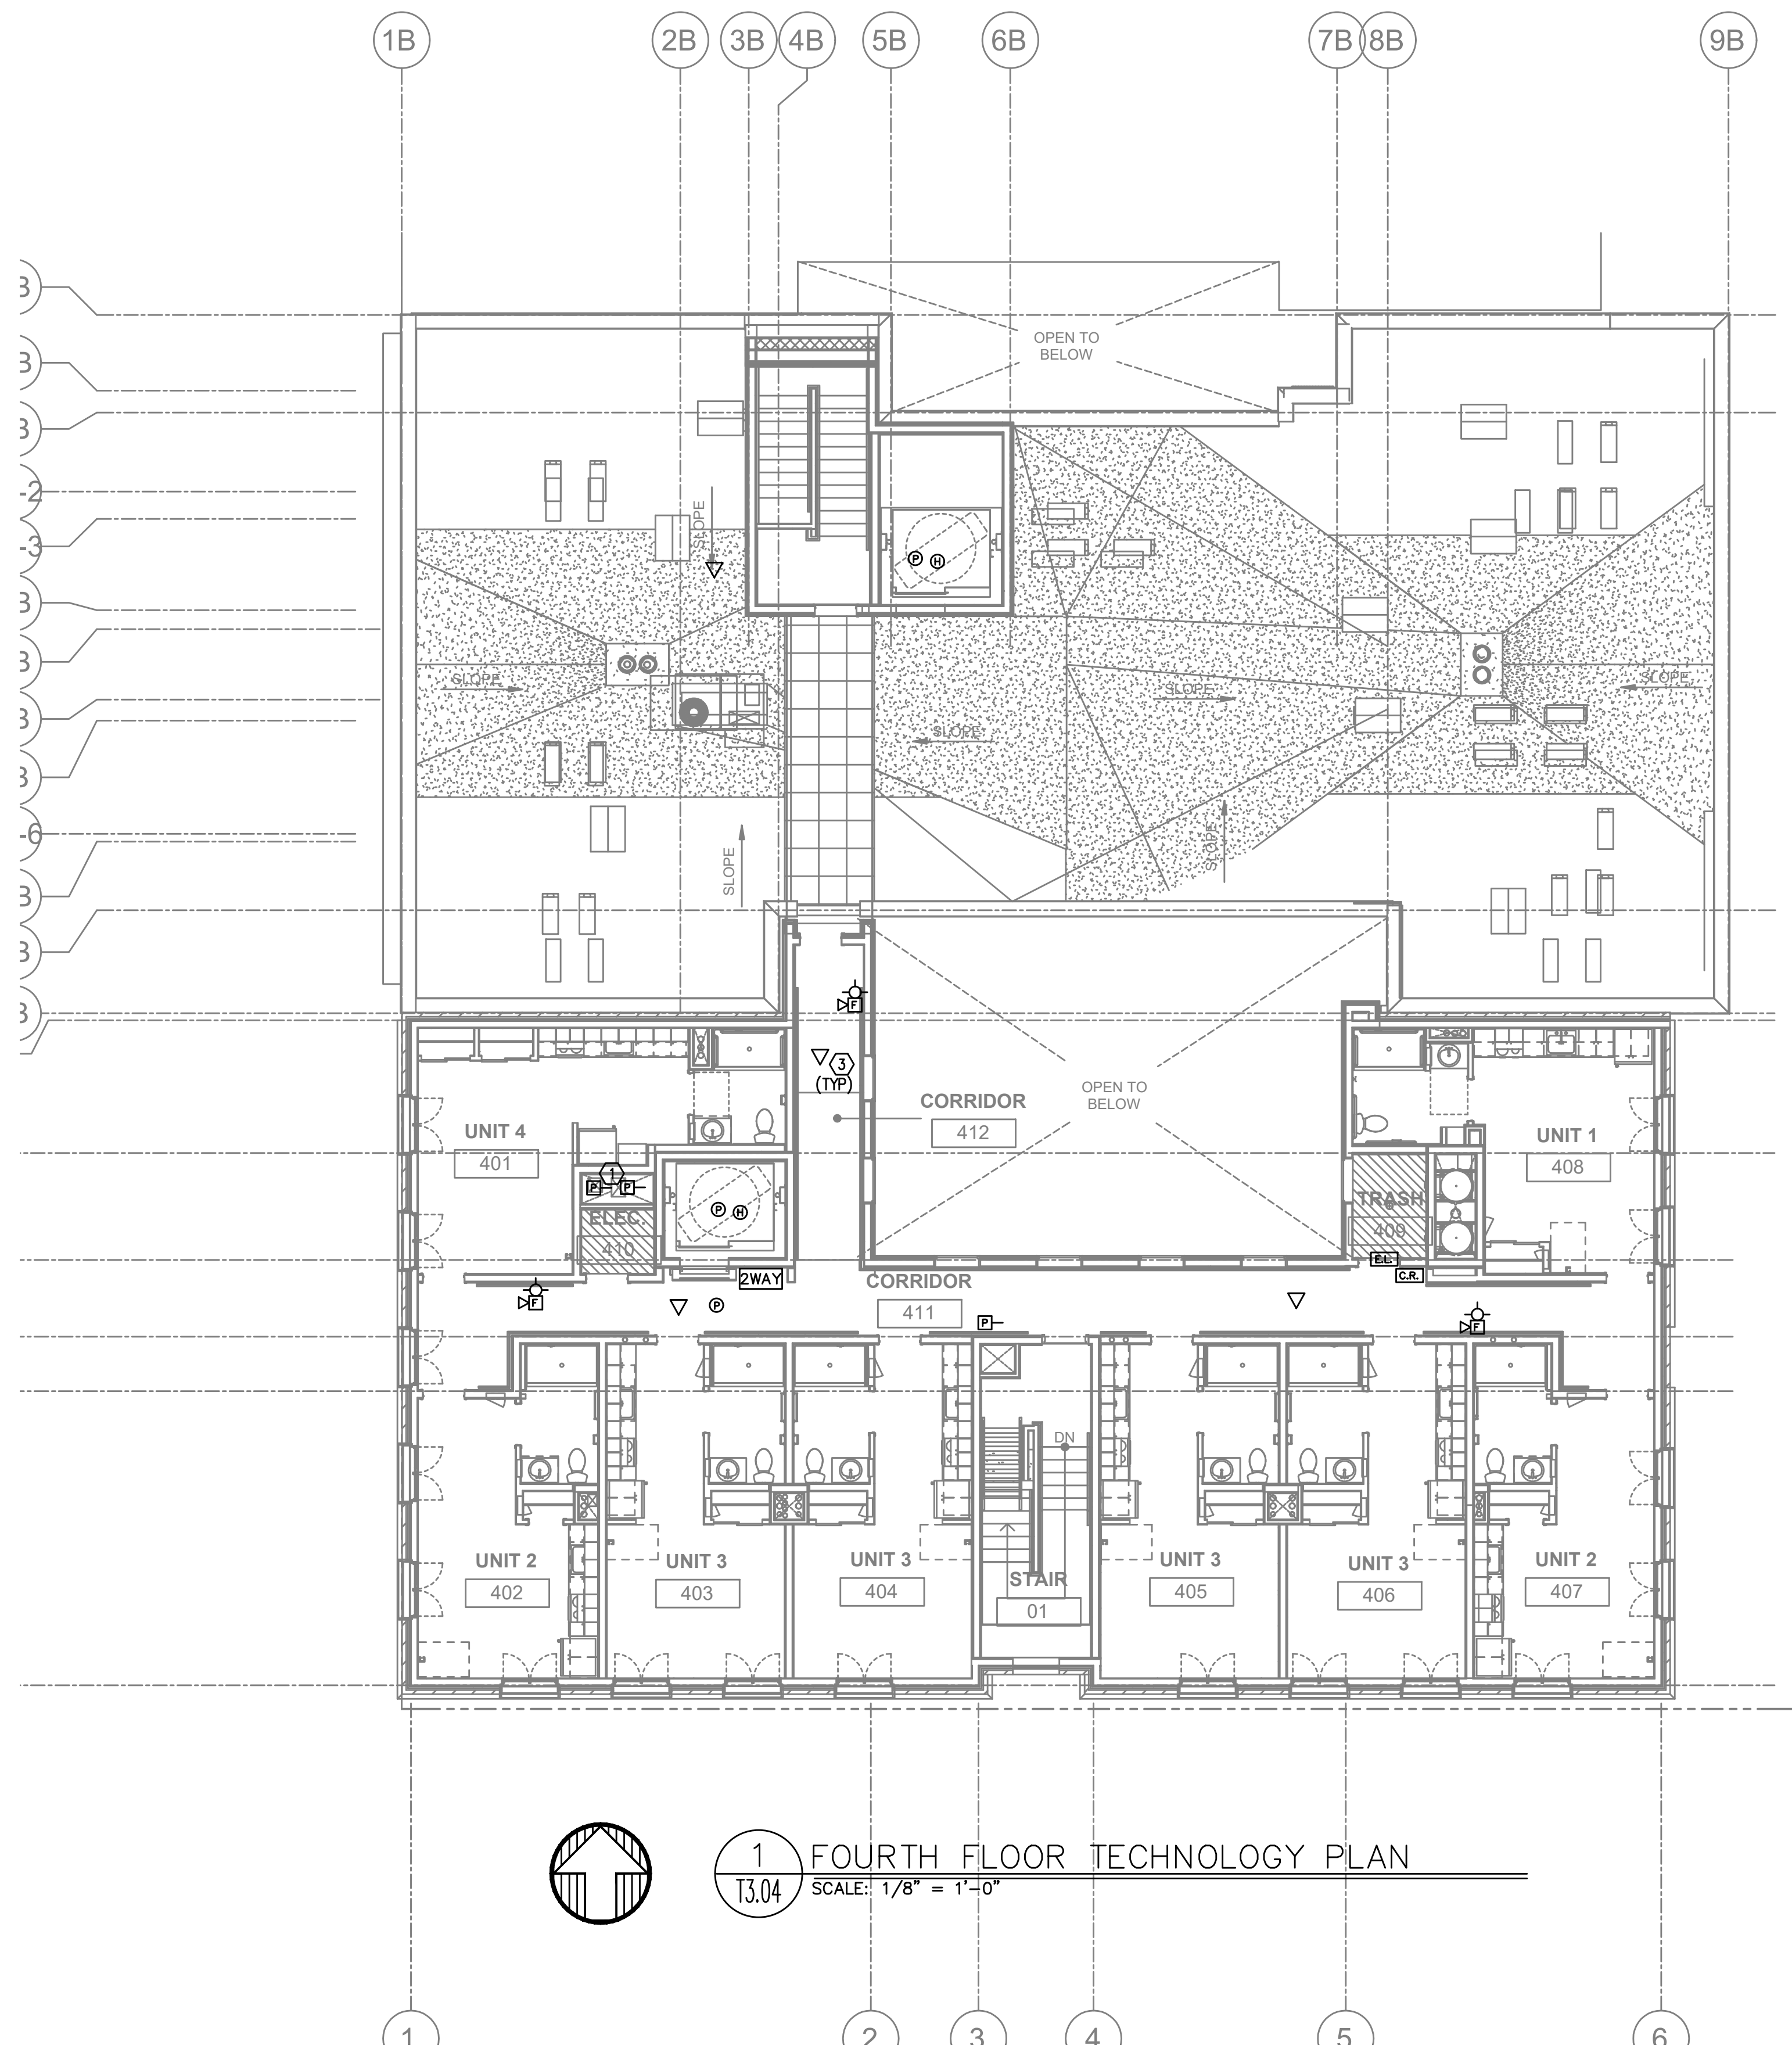 1B
2B
3B
4B
5B
6B
7B
8B
9B
B
B
B
-2
-3
B
B
B
B
-6
B
B
B
OPEN TO
BELOW
SLOPE
P
H
SLOPE
SLOPE
SLOPE
SLOPE
SLOPE
SLOPE
F
3
(TYP)
CORRIDOR
412
OPEN TO
BELOW
UNIT 4
401
UNIT 1
408
1
P
P
ELEC.
410
P
H
TRASH
409
E.L.
C.R.
2WAY
CORRIDOR
411
F
P
P
F
DN
UNIT 2
402
UNIT 3
403
UNIT 3
404
STAIR
01
UNIT 3
405
UNIT 3
406
UNIT 2
407
1
T3.04
FOURTH FLOOR TECHNOLOGY PLAN
SCALE: 1/8" = 1'-0"
1
2
3
4
5
6